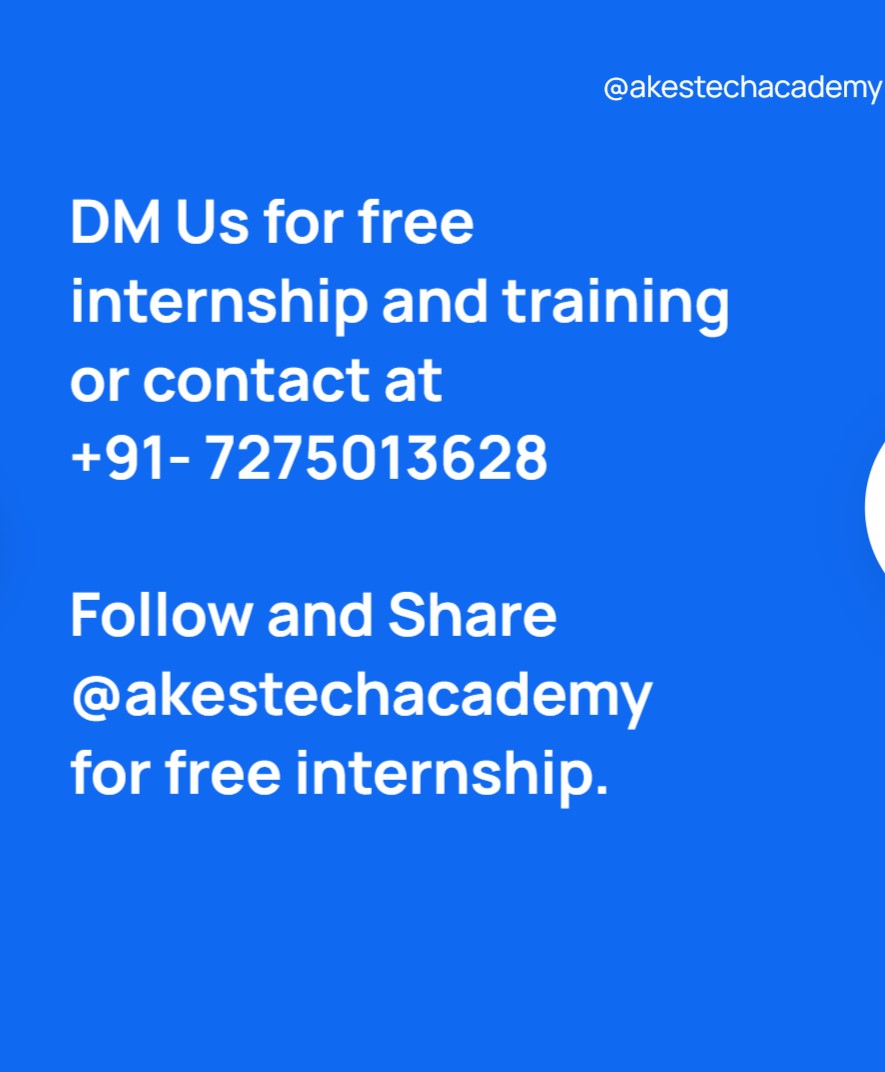 @akestechacademy
DM Us for free
internship and training
or contact at
+91- 7275013628
Follow and Share
@akestechacademy
for free internship.